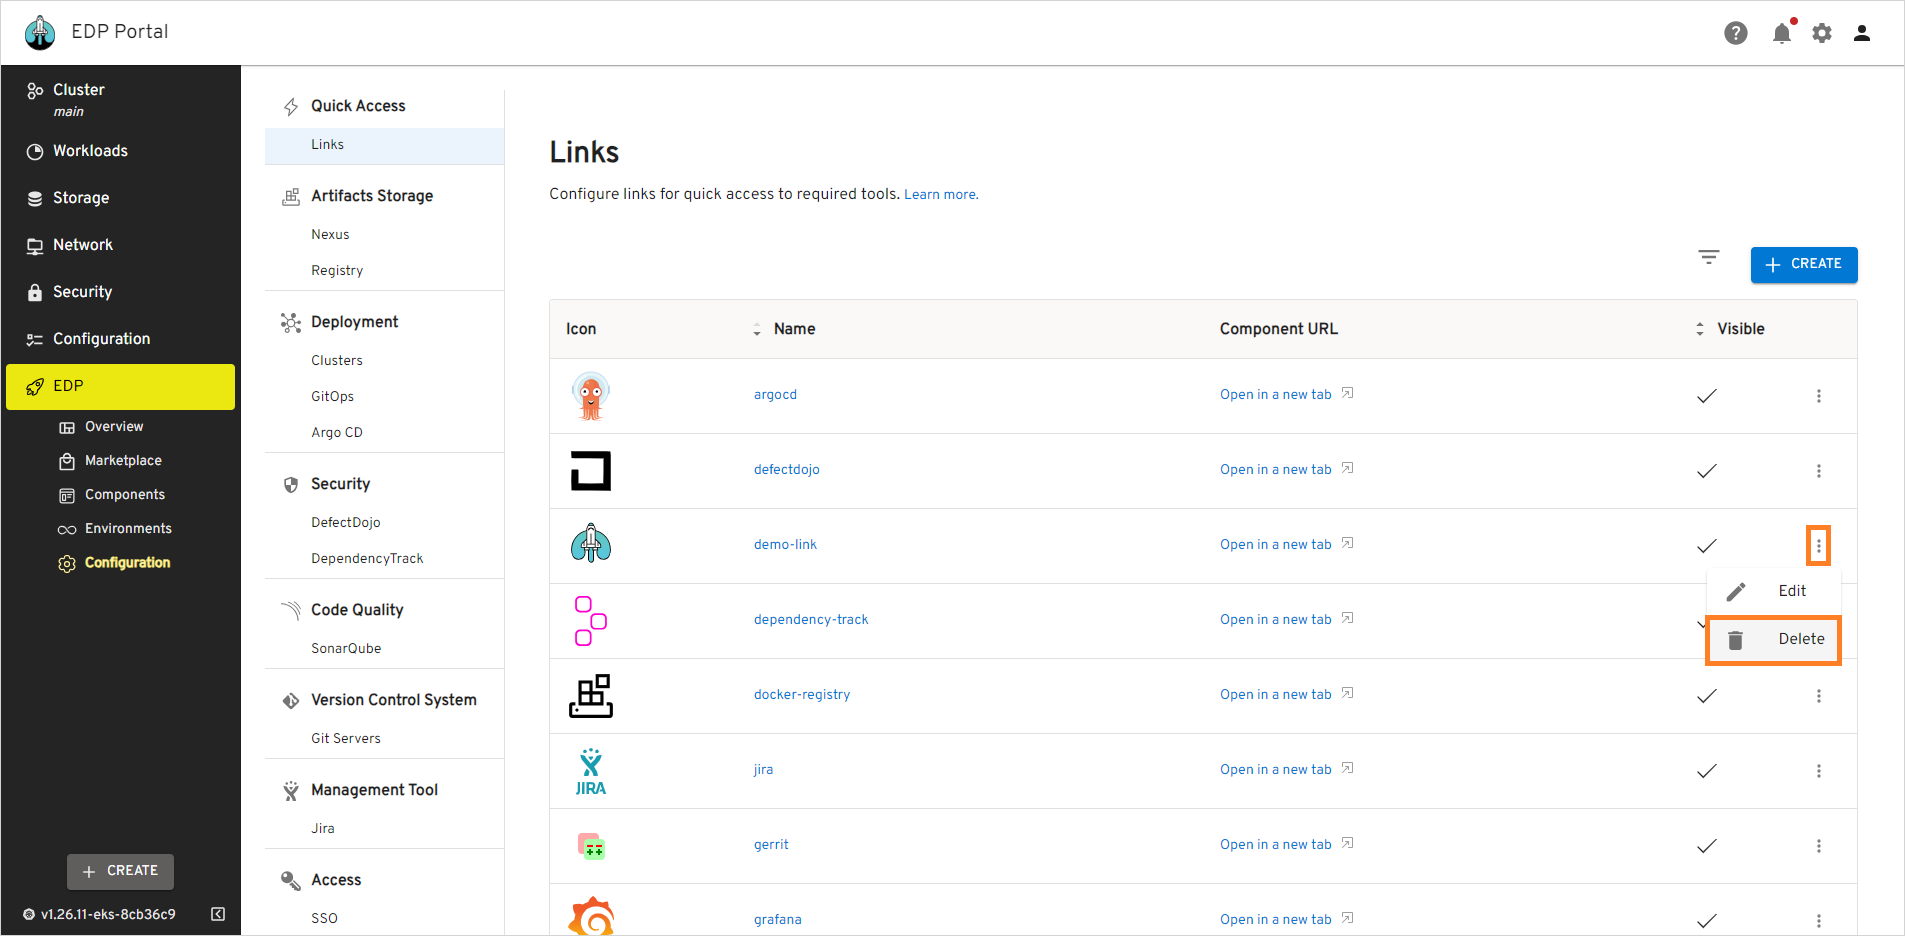 EDP Portal
Cluster
main
Workloads
Storage
Network
Security
Configuration
EDP
Overview
Marketplace
Components
Environments
Configuration
+ CREATE
v1.26.11-eks-8cb36c9
Quick Access
Links
Artifacts Storage
Nexus
Registry
Deployment
Clusters
GitOps
Argo CD
Security
DefectDojo
DependencyTrack
Code Quality
SonarQube
Version Control System
Git Servers
Management Tool
Jira
Access
SSO
Links
Configure links for quick access to required tools. Learn more.
+ CREATE
Icon Name Component URL Visible
argocd Open in a new tab
defectdojo Open in a new tab
demo-link Open in a new tab
Edit
dependency-track Open in a new tab
Delete
docker-registry Open in a new tab
JIRA jira Open in a new tab
gerrit Open in a new tab
grafana Open in a new tab